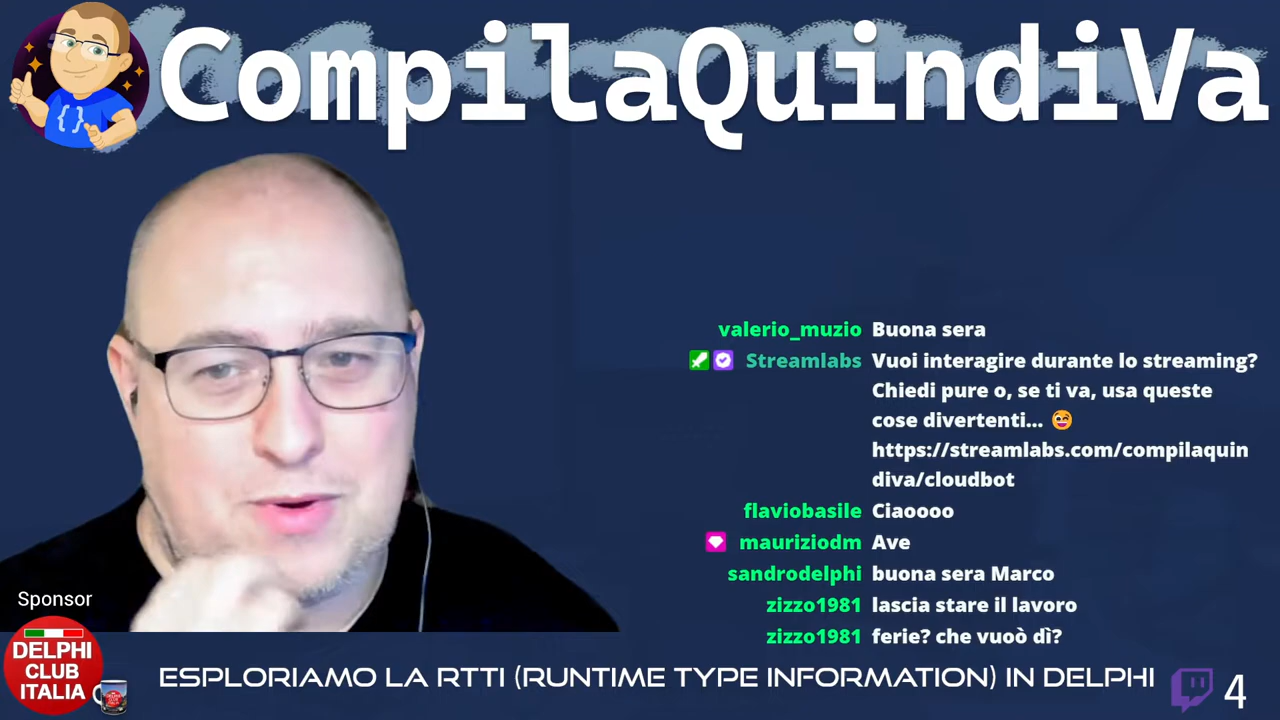 CompilaQuindiVa
{}
valerio_muzio Buona sera
Streamlabs Vuoi interagire durante lo streaming?
Chiedi pure o, se ti va, usa queste
cose divertenti... 😄
https://streamlabs.com/compilaquin
diva/cloudbot
flaviobasile Ciaoooo
mauriziodm Ave
sandrodelphi buona sera Marco
zizzo1981 lascia stare il lavoro
zizzo1981 ferie? che vuoò dì?
Sponsor
DELPHI
CLUB
ITALIA
ESPLORIAMO LA RTTI (RUNTIME TYPE INFORMATION) IN DELPHI
4